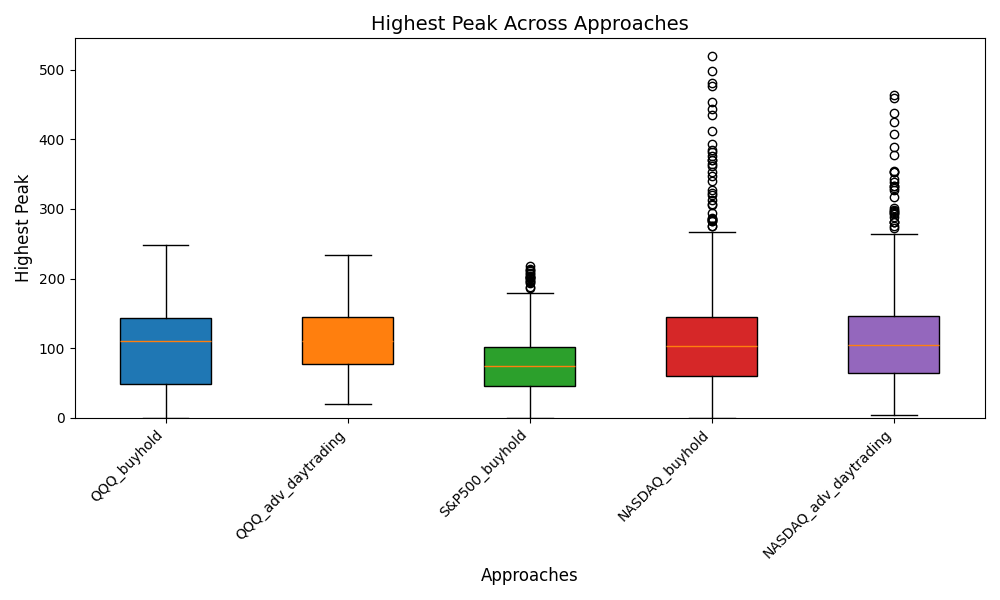 Highest Peak Across Approaches
Highest Peak
500
400
300
200
100
0
QQQ_buyhold
QQQ_adv_daytrading
S&P500_buyhold
NASDAQ_buyhold
NASDAQ_adv_daytrading
Approaches